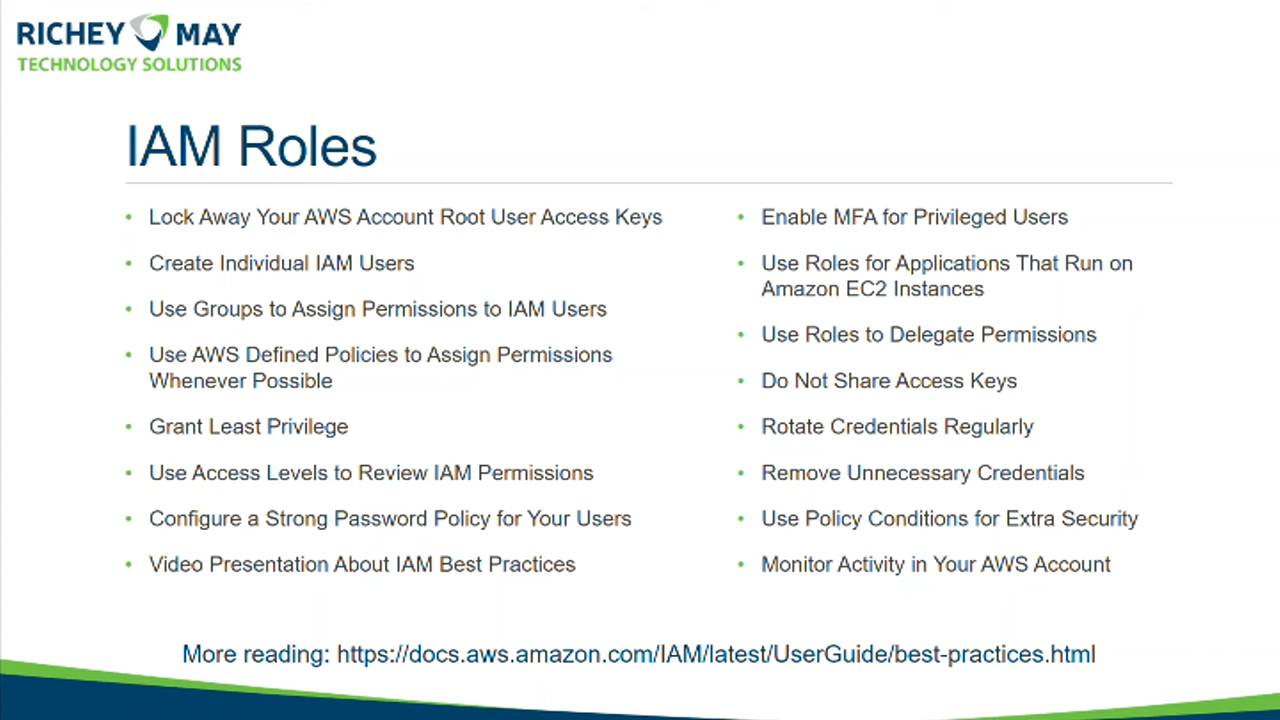 RICHEY MAY
TECHNOLOGY SOLUTIONS
IAM Roles
• Lock Away Your AWS Account Root User Access Keys
• Create Individual IAM Users
• Use Groups to Assign Permissions to IAM Users
• Use AWS Defined Policies to Assign Permissions
Whenever Possible
• Grant Least Privilege
• Use Access Levels to Review IAM Permissions
• Configure a Strong Password Policy for Your Users
• Video Presentation About IAM Best Practices
• Enable MFA for Privileged Users
• Use Roles for Applications That Run on
Amazon EC2 Instances
• Use Roles to Delegate Permissions
• Do Not Share Access Keys
• Rotate Credentials Regularly
• Remove Unnecessary Credentials
• Use Policy Conditions for Extra Security
• Monitor Activity in Your AWS Account
More reading: https://docs.aws.amazon.com/IAM/latest/UserGuide/best-practices.html